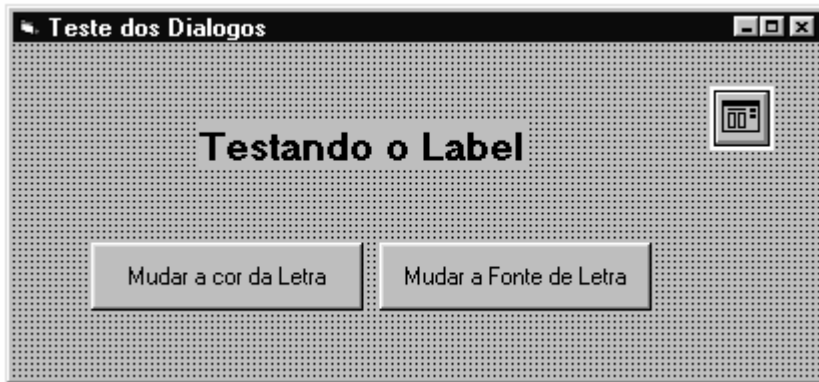 Teste dos Dialogos
Testando o Label
Mudar a cor da Letra
Mudar a Fonte de Letra